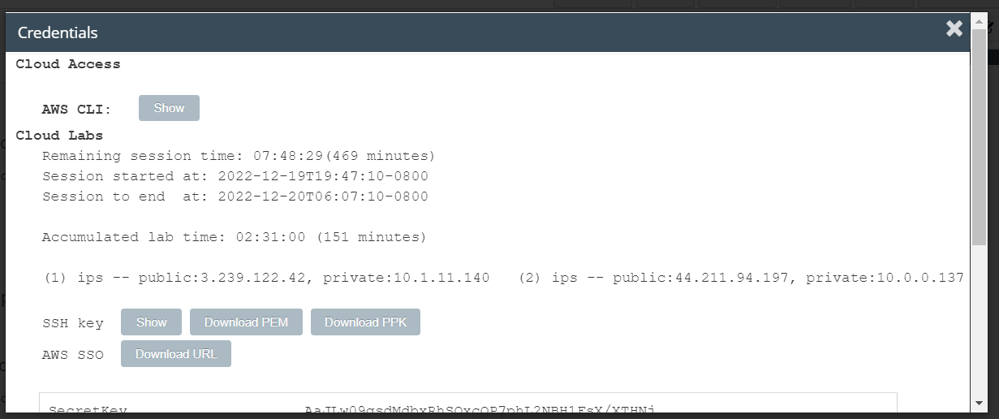 Credentials
Cloud Access
AWS CLI: Show
Cloud Labs
Remaining session time: 07:48:29(469 minutes)
Session started at: 2022-12-19T19:47:10-0800
Session to end  at: 2022-12-20T06:07:10-0800
Accumulated lab time: 02:31:00 (151 minutes)
(1) ips -- public:3.239.122.42, private:10.1.11.140   (2) ips -- public:44.211.94.197, private:10.0.0.137
SSH key Show Download PEM Download PPK
AWS SSO Download URL
SecretKey